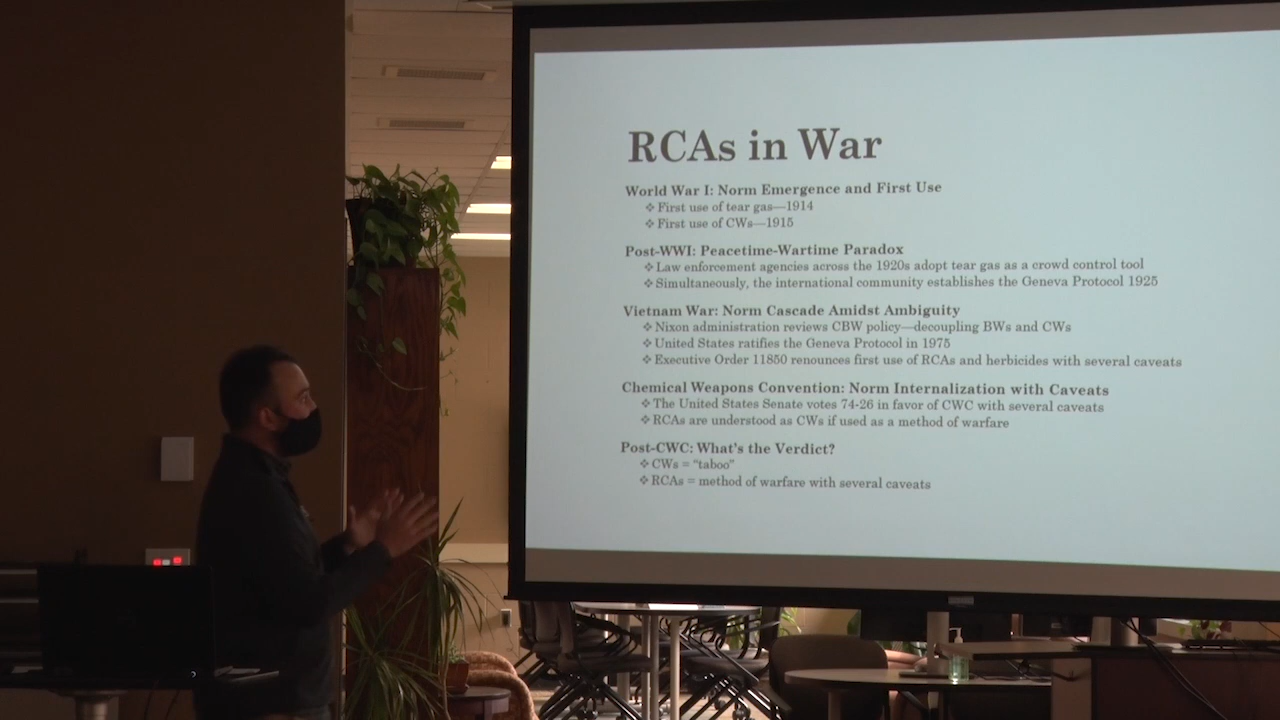 RCAs in War
World War I: Norm Emergence and First Use
❖ First use of tear gas—1914
❖ First use of CWs—1915
Post-WWI: Peacetime-Wartime Paradox
❖ Law enforcement agencies across the 1920s adopt tear gas as a crowd control tool
❖ Simultaneously, the international community establishes the Geneva Protocol 1925
Vietnam War: Norm Cascade Amidst Ambiguity
❖ Nixon administration reviews CBW policy—decoupling BWs and CWs
❖ United States ratifies the Geneva Protocol in 1975
❖ Executive Order 11850 renounces first use of RCAs and herbicides with several caveats
Chemical Weapons Convention: Norm Internalization with Caveats
❖ The United States Senate votes 74-26 in favor of CWC with several caveats
❖ RCAs are understood as CWs if used as a method of warfare
Post-CWC: What's the Verdict?
❖ CWs = "taboo"
❖ RCAs = method of warfare with several caveats